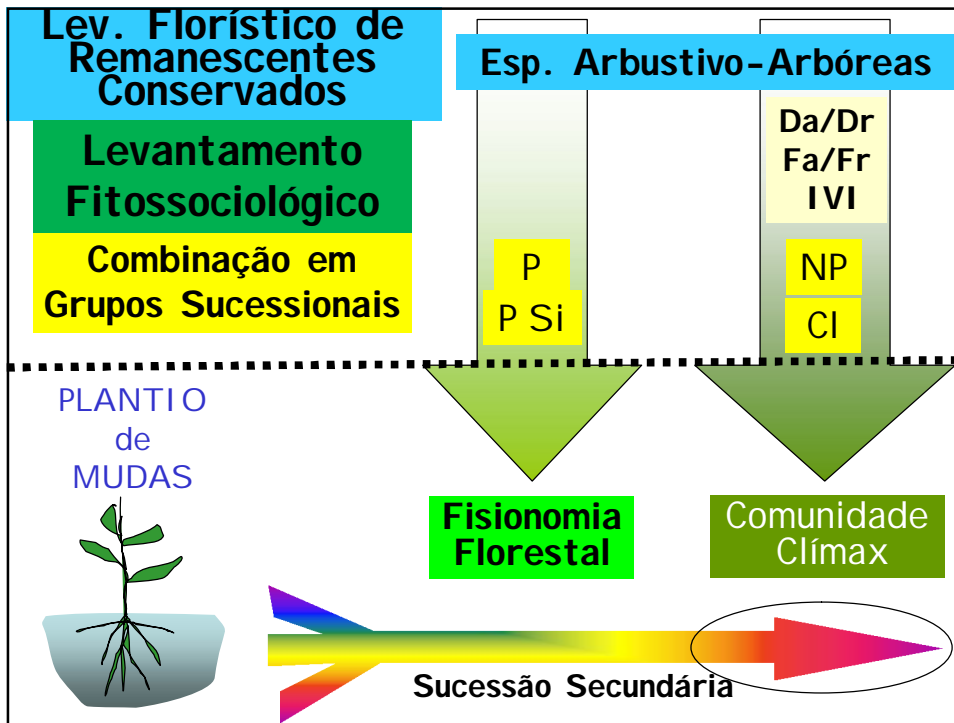 Lev. Florístico de
Remanescentes
Conservados
Levantamento
Fitossociológico
Combinação em
Grupos Sucessionais
Esp. Arbustivo-Arbóreas
Da/Dr
Fa/Fr
IVI
P
P Si
NP
Cl
PLANTIO
de
MUDAS
Fisionomia
Florestal
Comunidade
Clímax
Sucessão Secundária